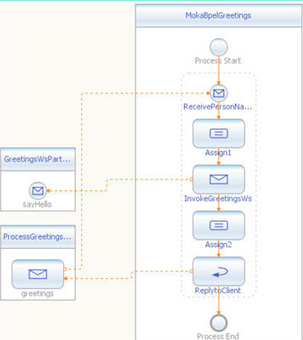 MokaBpelGreetings
Process Start
ReceivePersonNa...
Assign1
GreetingsWsPart...
sayHello
InvokeGreetingsWs
ProcessGreetings...
Assign2
greetings
ReplytoClient
Process End